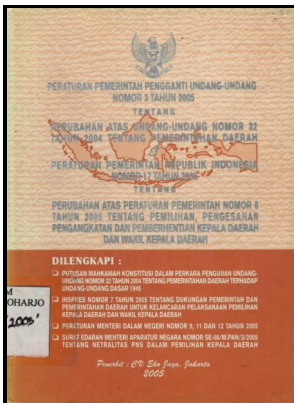 PERATURAN PEMERINTAH PENGGANTI UNDANG-UNDANG
NOMOR 3 TAHUN 2005
TENTANG
PERUBAHAN ATAS UNDANG-UNDANG NOMOR 32
TAHUN 2004 TENTANG PEMERINTAHAN DAERAH
&
PERATURAN PEMERINTAH REPUBLIK INDONESIA
NOMOR 17 TAHUN
TENTANG
PERUBAHAN ATAS PERATURAN PEMERINTAH NOMOR 6
TAHUN 2005 TENTANG PEMILIHAN, PENGESAHAN
PENGANGKATAN DAN PEMBERHENTIAN KEPALA DAERAH
DAN WAKIL KEPALA DAERAH
DILENGKAPI :
PUTUSAN MAHKAMAH KONSTITUSI DALAM PERKARA PENGUJIAN UNDANG-
UNDANG NOMOR 32 TAHUN 2004 TENTANG PEMERINTAHAN DAERAH TERHADAP
UNDANG-UNDANG DASAR 1945
INSPRES NOMOR 7 TAHUN 2005 TENTANG DUKUNGAN PEMERINTAH DAN
PEMERINTAH DAERAH UNTUK KELANCARAN PELAKSANAAN PEMILIHAN
KEPALA DAERAH DAN WAKIL KEPALA DAERAH
PERATURAN MENTERI DALAM NEGERI NOMOR 9, 11 DAN 12 TAHUN 2005
SURAT EDARAN MENTERI APARATUR NEGARA NOMOR SE-08/M.PAN/3/2005
TENTANG NETRALITAS PNS DALAM PEMILIHAN KEPALA DAERAH
M
OHARJO
2005
Penerbit : CV. Eko Jaya, Jakarta
2005